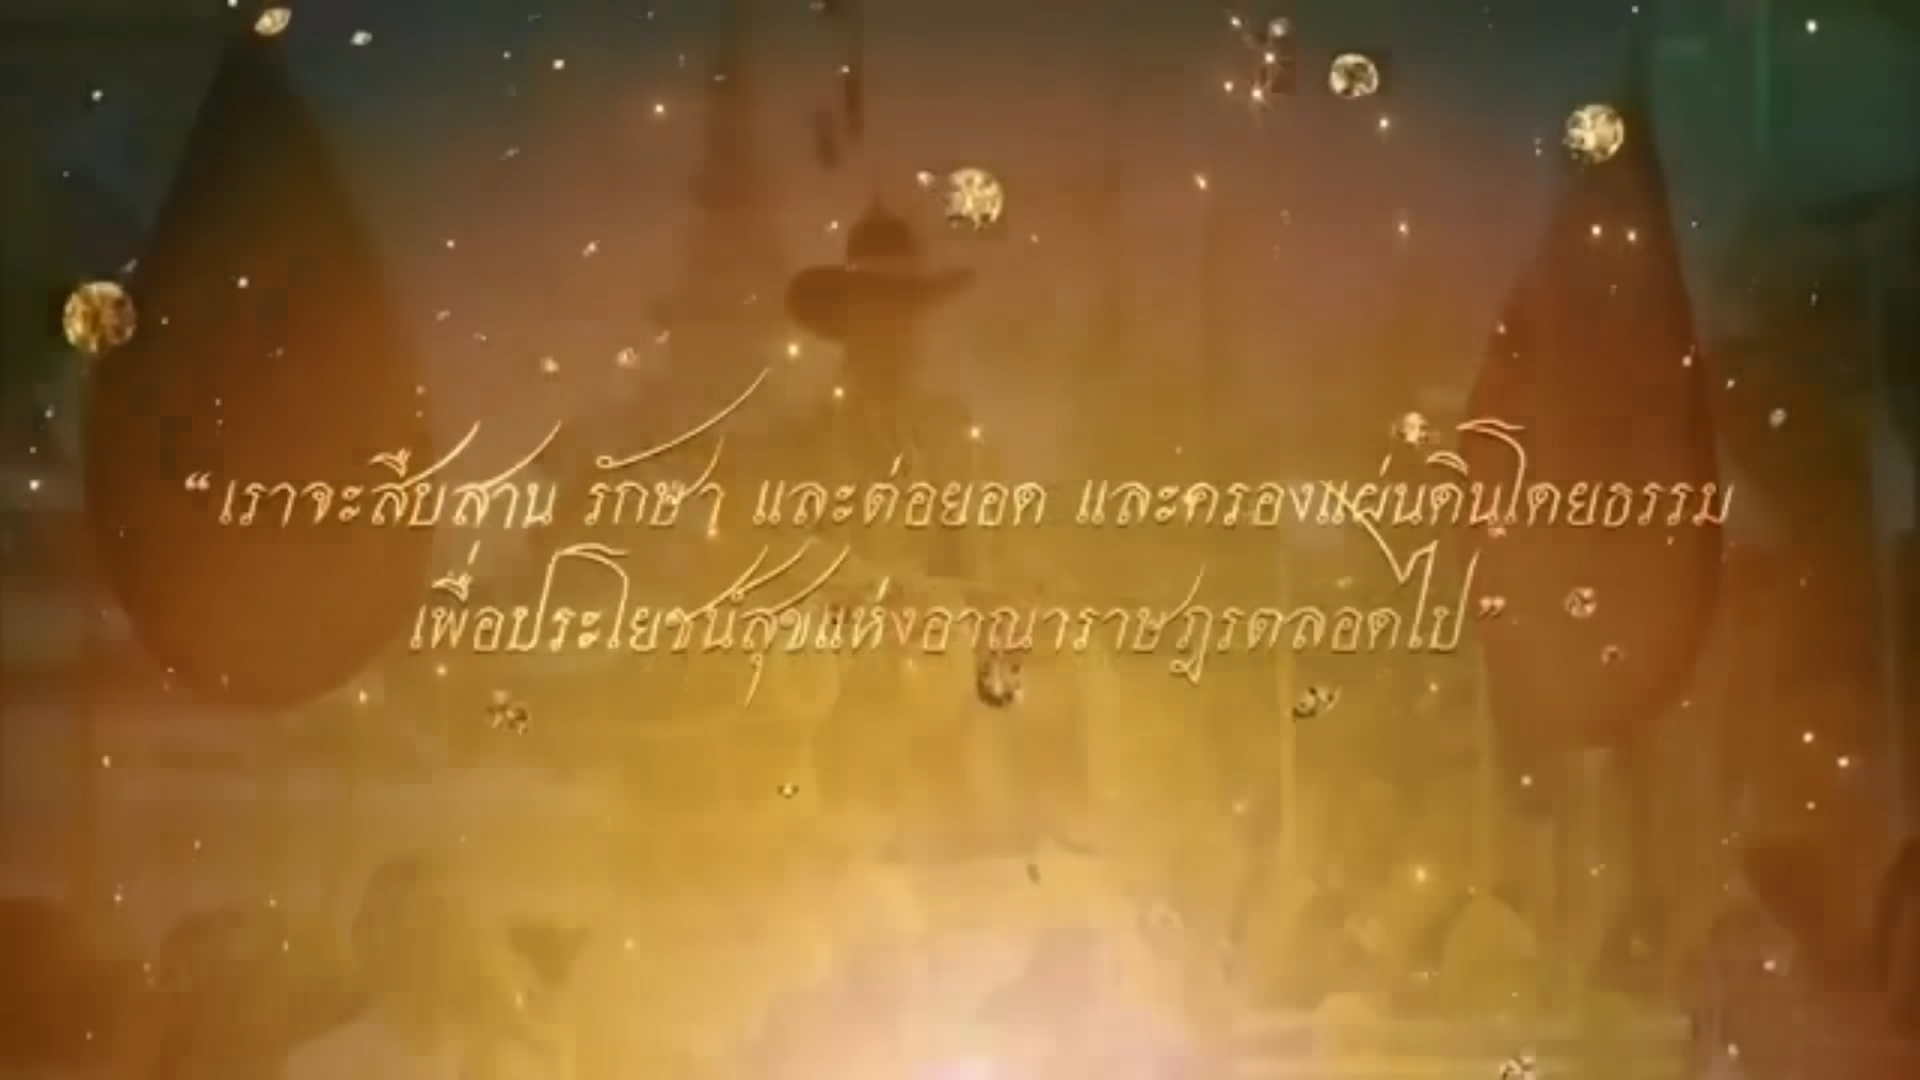 “เราจะสืบสาน รักษา และต่อยอด และครองแผ่นดินโดยธรรม
เพื่อประโยชน์สุขแห่งอาณาราษฎรตลอดไป”